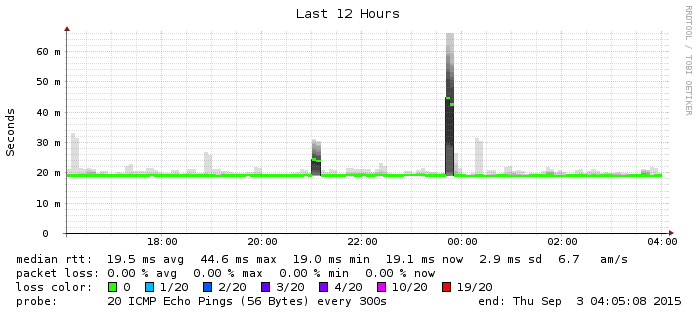 Last 12 Hours
RRDTOOL / TOBI OETIKER
Seconds
60 m
50 m
40 m
30 m
20 m
10 m
0
18:00 20:00 22:00 00:00 02:00 04:00
median rtt: 19.5 ms avg 44.6 ms max 19.0 ms min 19.1 ms now 2.9 ms sd 6.7 am/s
packet loss: 0.00 % avg 0.00 % max 0.00 % min 0.00 % now
loss color: 0 1/20 2/20 3/20 4/20 10/20 19/20
probe: 20 ICMP Echo Pings (56 Bytes) every 300s end: Thu Sep 3 04:05:08 2015